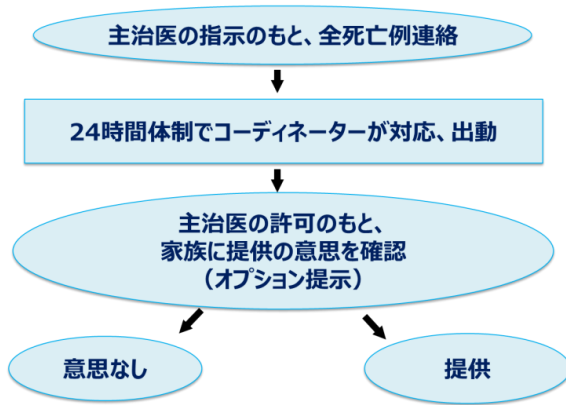 主治医の指示のもと、全死亡例連絡
24時間体制でコーディネーターが対応、出動
主治医の許可のもと、
家族に提供の意思を確認
（オプション提示）
意思なし
提供